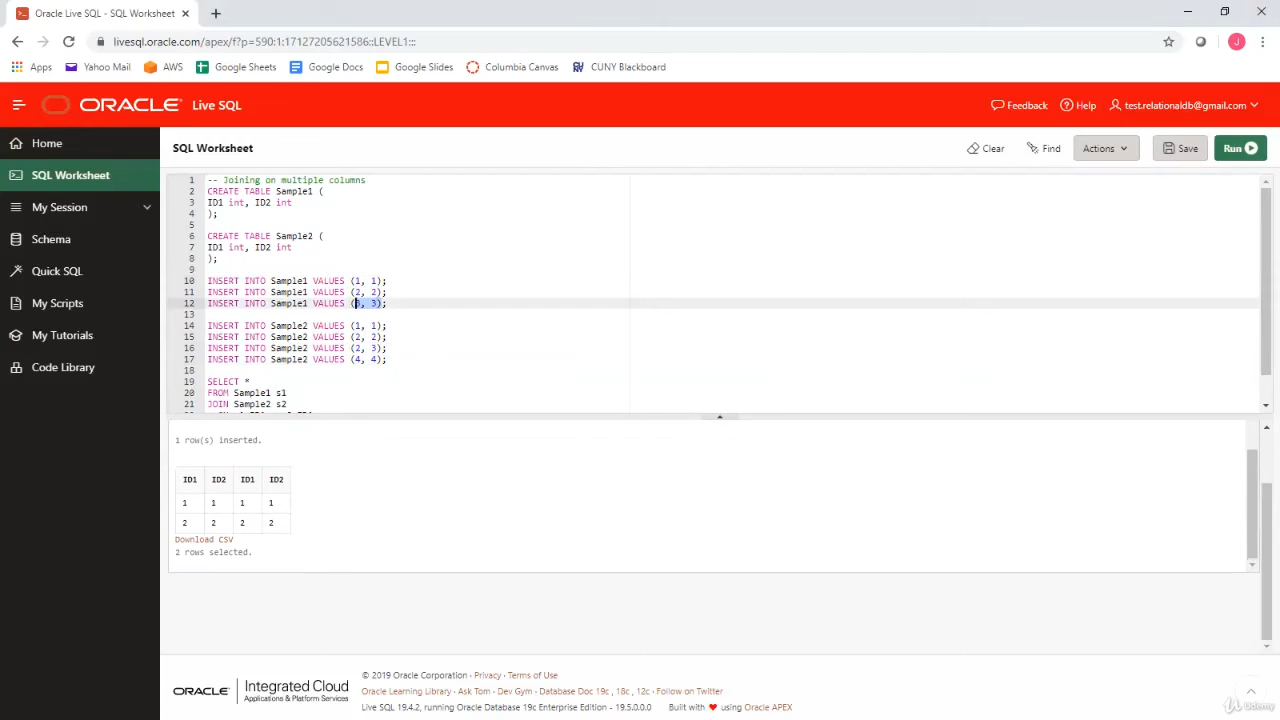 Oracle Live SQL - SQL Worksheet
livesql.oracle.com/apex/f?p=590:1:17127205621586::LEVEL1:::
J
Apps Yahoo Mail AWS Google Sheets Google Docs Google Slides Columbia Canvas CUNY Blackboard
ORACLE Live SQL Feedback Help test.relationaldb@gmail.com
Home
SQL Worksheet
My Session
Schema
Quick SQL
My Scripts
My Tutorials
Code Library
SQL Worksheet Clear Find Actions Save Run
1 -- Joining on multiple columns
2 CREATE TABLE Sample1 (
3 ID1 int, ID2 int
4 );
5
6 CREATE TABLE Sample2 (
7 ID1 int, ID2 int
8 );
9
10 INSERT INTO Sample1 VALUES (1, 1);
11 INSERT INTO Sample1 VALUES (2, 2);
12 INSERT INTO Sample1 VALUES (3, 3);
13
14 INSERT INTO Sample2 VALUES (1, 1);
15 INSERT INTO Sample2 VALUES (2, 2);
16 INSERT INTO Sample2 VALUES (2, 3);
17 INSERT INTO Sample2 VALUES (4, 4);
18
19 SELECT *
20 FROM Sample1 s1
21 JOIN Sample2 s2
1 row(s) inserted.
ID1 ID2 ID1 ID2
1 1 1 1
2 2 2 2
Download CSV
2 rows selected.
ORACLE Integrated Cloud
Applications & Platform Services
© 2019 Oracle Corporation · Privacy · Terms of Use
Oracle Learning Library · Ask Tom · Dev Gym · Database Doc 19c , 18c , 12c · Follow on Twitter
Live SQL 19.4.2, running Oracle Database 19c Enterprise Edition - 19.5.0.0.0 Built with ❤ using Oracle APEX
Udemy